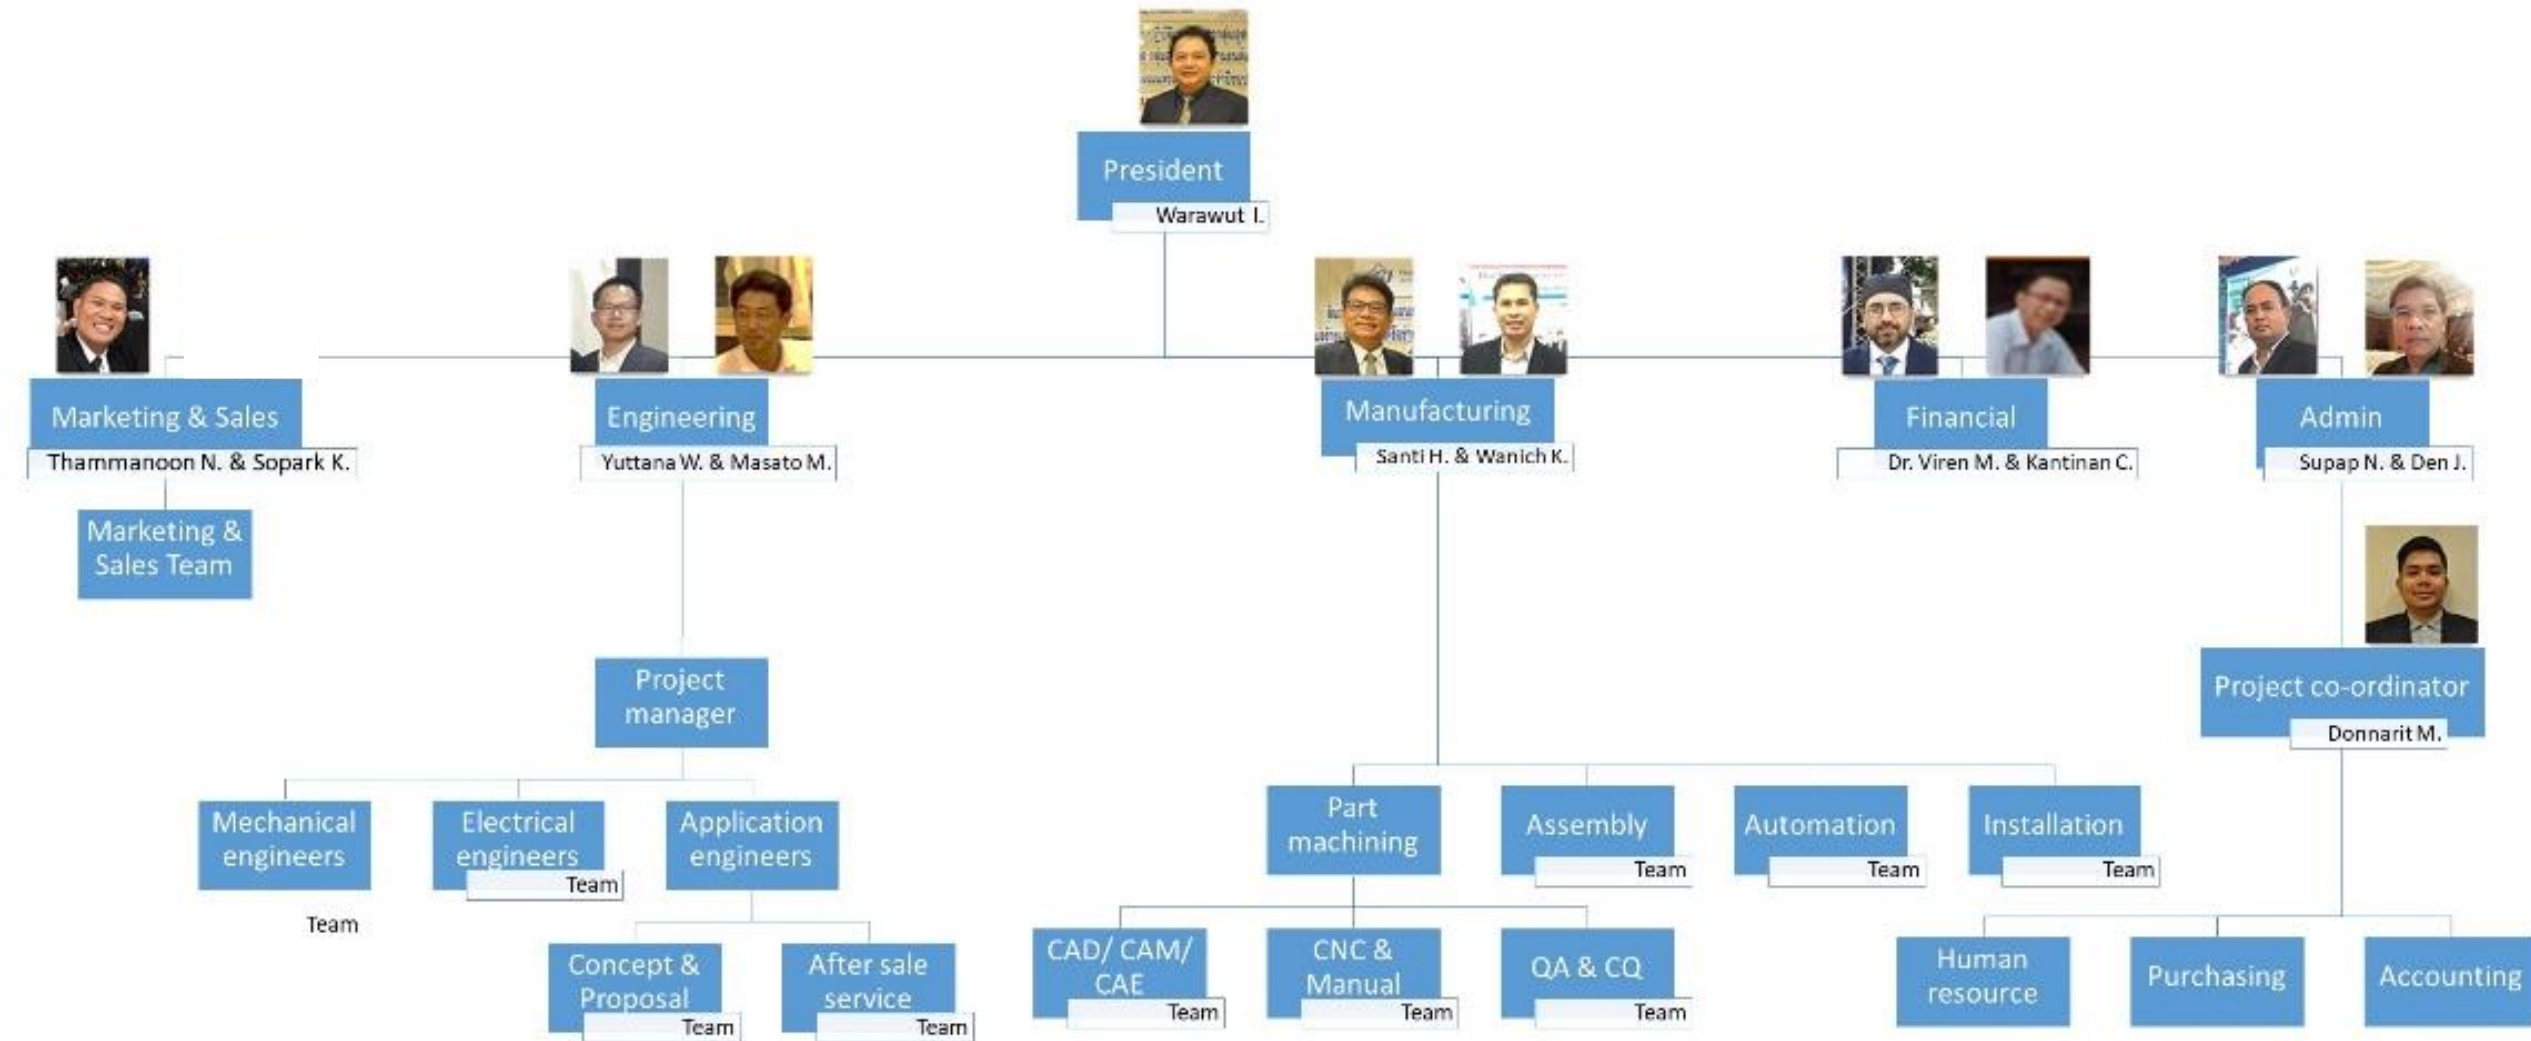 President
Warawut I.
Marketing & Sales
Thammanoon N. & Sopark K.
Engineering
Yuttana W. & Masato M.
Manufacturing
Santi H. & Wanich K.
Financial
Dr. Viren M. & Kantinan C.
Admin
Supap N. & Den J.
Marketing &
Sales Team
Project
manager
Project co-ordinator
Donnarit M.
Mechanical
engineers
Team
Electrical
engineers
Team
Application
engineers
Part
machining
Assembly
Team
Automation
Team
Installation
Team
Concept &
Proposal
Team
After sale
service
Team
CAD/ CAM/
CAE
Team
CNC &
Manual
Team
QA & CQ
Team
Human
resource
Purchasing
Accounting